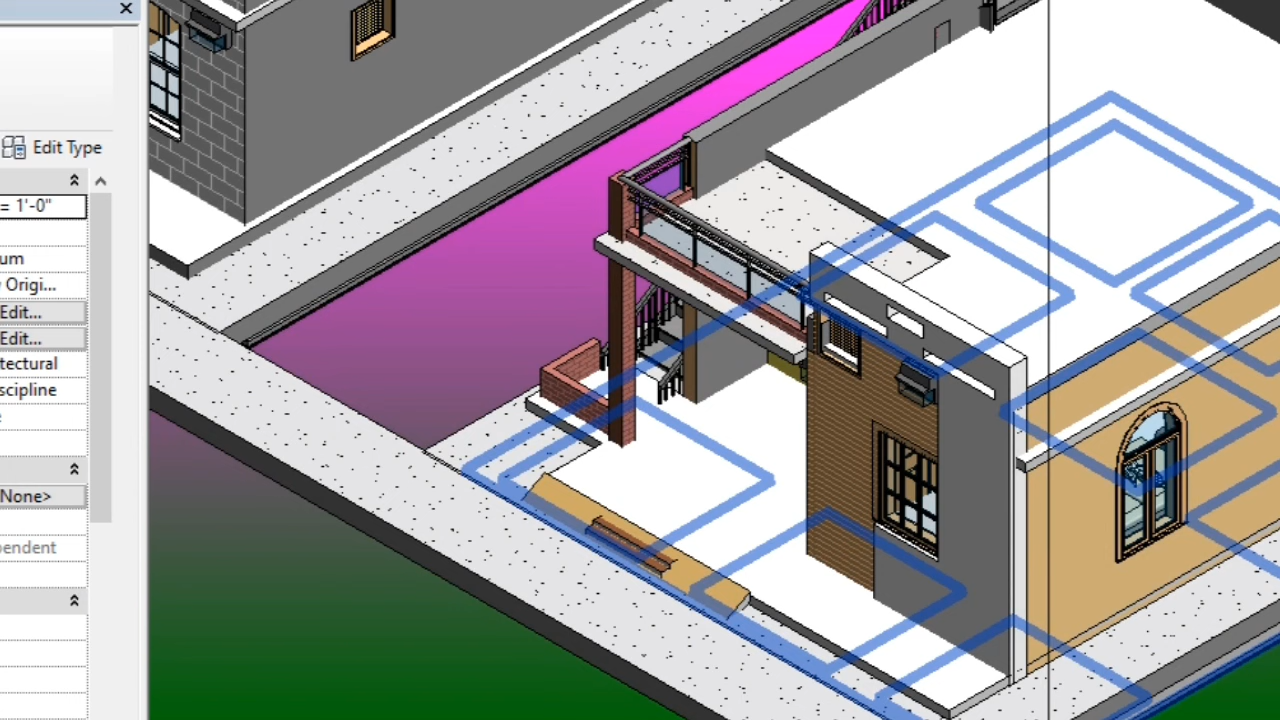 Edit Type
= 1'-0"
um
Origi...
Edit...
Edit...
tectural
scipline
None>
pendent